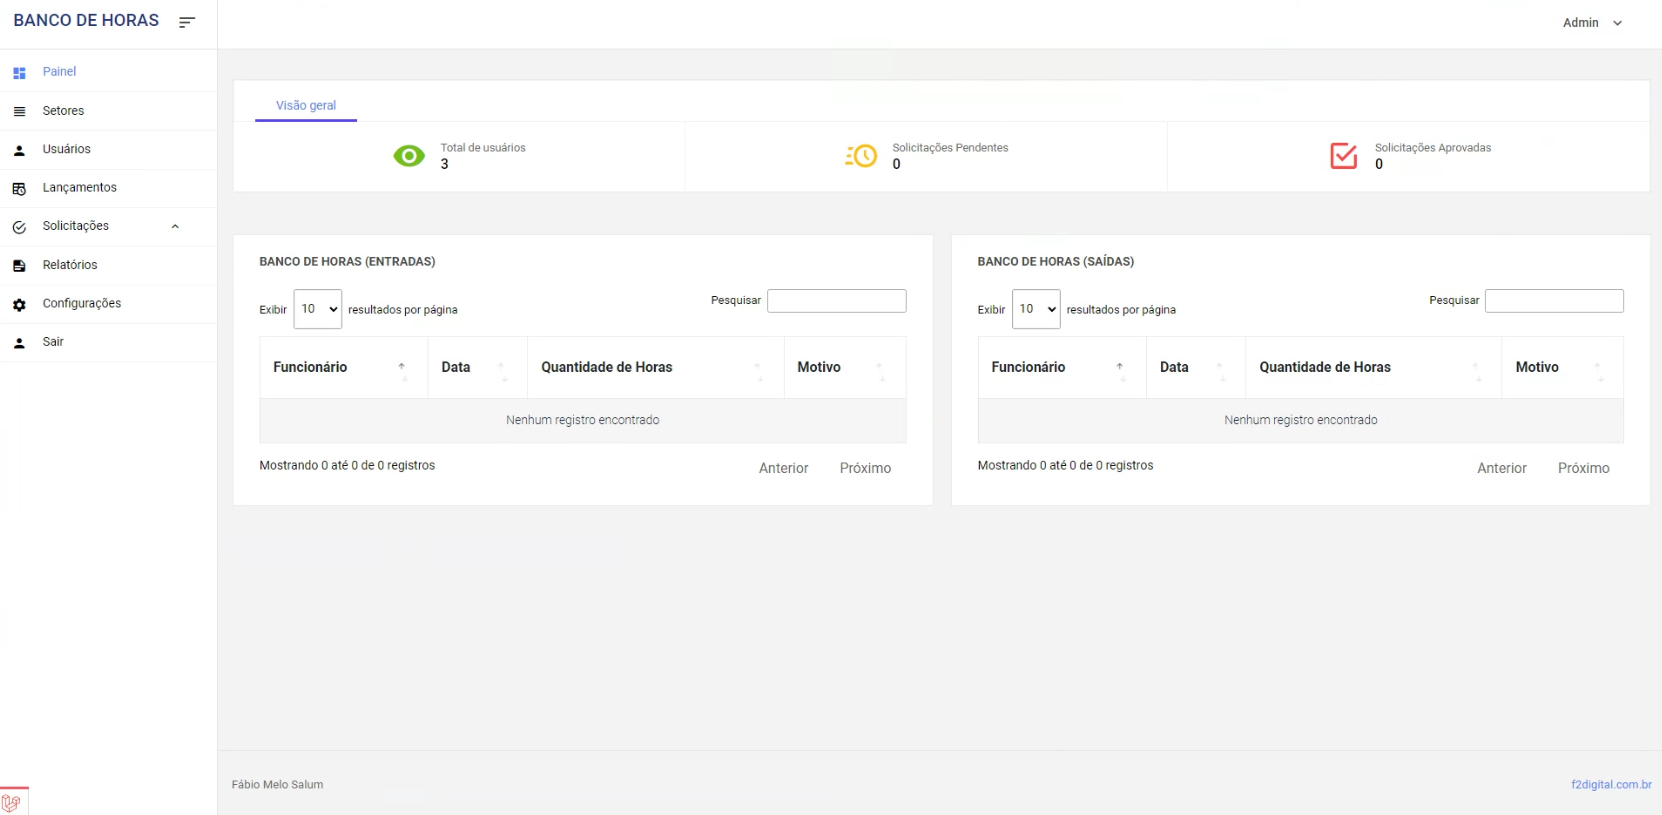 BANCO DE HORAS
Admin
Painel
Setores
Usuários
Lançamentos
Solicitações
Relatórios
Configurações
Sair
Visão geral
Total de usuários
3
Solicitações Pendentes
0
Solicitações Aprovadas
0
BANCO DE HORAS (ENTRADAS)
Exibir 10 resultados por página
Pesquisar
Funcionário Data Quantidade de Horas Motivo
Nenhum registro encontrado
Mostrando 0 até 0 de 0 registros
Anterior Próximo
BANCO DE HORAS (SAÍDAS)
Exibir 10 resultados por página
Pesquisar
Funcionário Data Quantidade de Horas Motivo
Nenhum registro encontrado
Mostrando 0 até 0 de 0 registros
Anterior Próximo
Fábio Melo Salum
f2digital.com.br